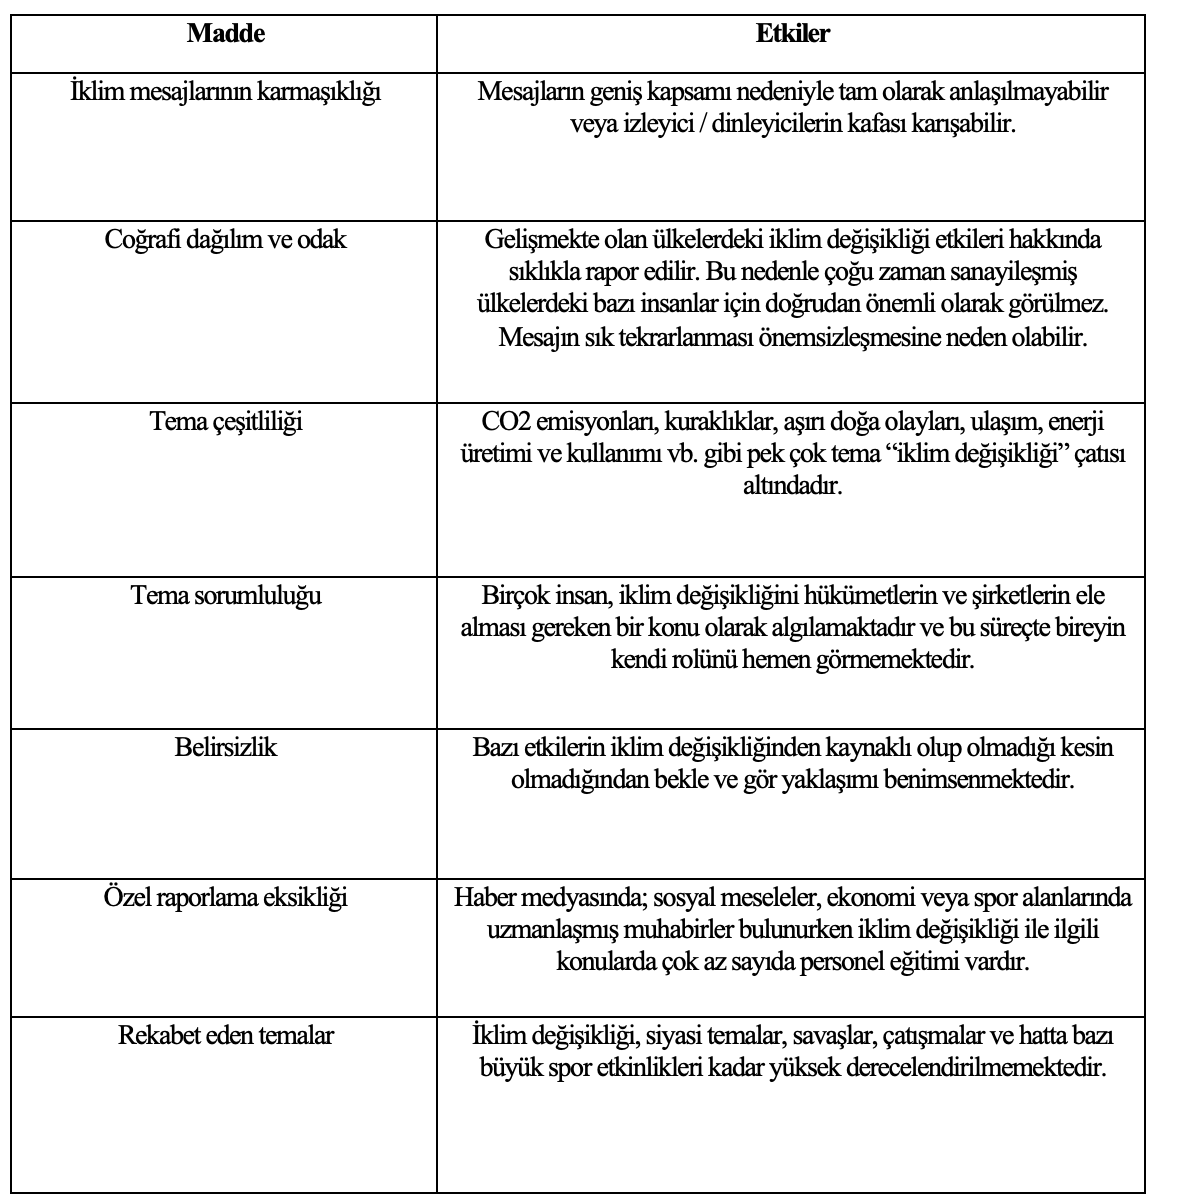 Madde
Etkiler
İklim mesajlarının karmaşıklığı
Mesajların geniş kapsamı nedeniyle tam olarak anlaşılmayabilir
veya izleyici / dinleyicilerin kafası karışabilir.
Coğrafi dağılım ve odak
Gelişmekte olan ülkelerdeki iklim değişikliği etkileri hakkında
sıklıkla rapor edilir. Bu nedenle çoğu zaman sanayileşmiş
ülkelerdeki bazı insanlar için doğrudan önemli olarak görülmez.
Mesajın sık tekrarlanması önemsizleşmesine neden olabilir.
Tema çeşitliliği
CO2 emisyonları, kuraklıklar, aşırı doğa olayları, ulaşım, enerji
üretimi ve kullanımı vb. gibi pek çok tema “iklim değişikliği” çatısı
altındadır.
Tema sorumluluğu
Birçok insan, iklim değişikliğini hükümetlerin ve şirketlerin ele
alması gereken bir konu olarak algılamaktadır ve bu süreçte bireyin
kendi rolünü hemen görmemektedir.
Belirsizlik
Bazı etkilerin iklim değişikliğinden kaynaklı olup olmadığı kesin
olmadığından bekle ve gör yaklaşımı benimsenmektedir.
Özel raporlama eksikliği
Haber medyasında; sosyal meseleler, ekonomi veya spor alanlarında
uzmanlaşmış muhabirler bulunurken iklim değişikliği ile ilgili
konularda çok az sayıda personel eğitimi vardır.
Rekabet eden temalar
İklim değişikliği, siyasi temalar, savaşlar, çatışmalar ve hatta bazı
büyük spor etkinlikleri kadar yüksek derecelendirilmemektedir.